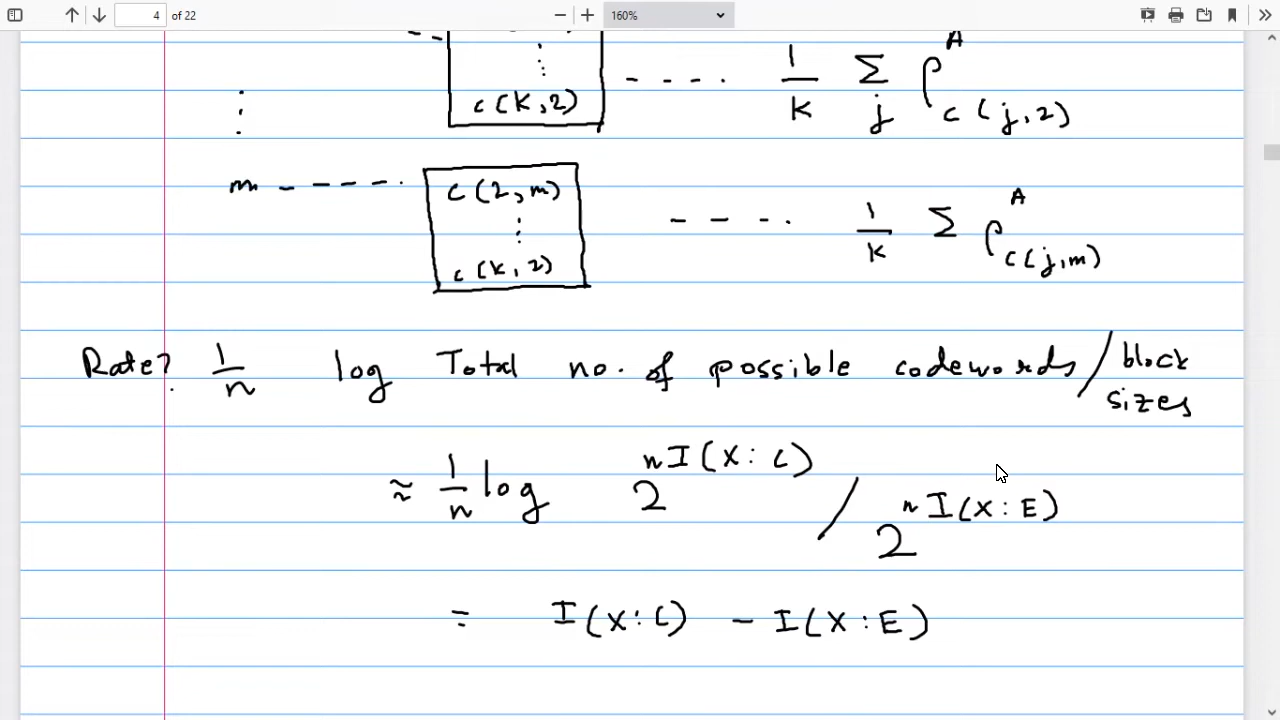 4 of 22 160%
A
⋮
c(k,2) - - - - . 1/k Σ_j ρ_c(j,2)
⋮
m - - - - - . c(2,m) - - - - . 1/k Σ ρ^A_c(j,m)
⋮
c(k,2)
Rate? 1/n log Total no. of possible codewords / block sizes
≈ 1/n log 2^nI(X:C) / 2^nI(X:E)
= I(X:C) - I(X:E)